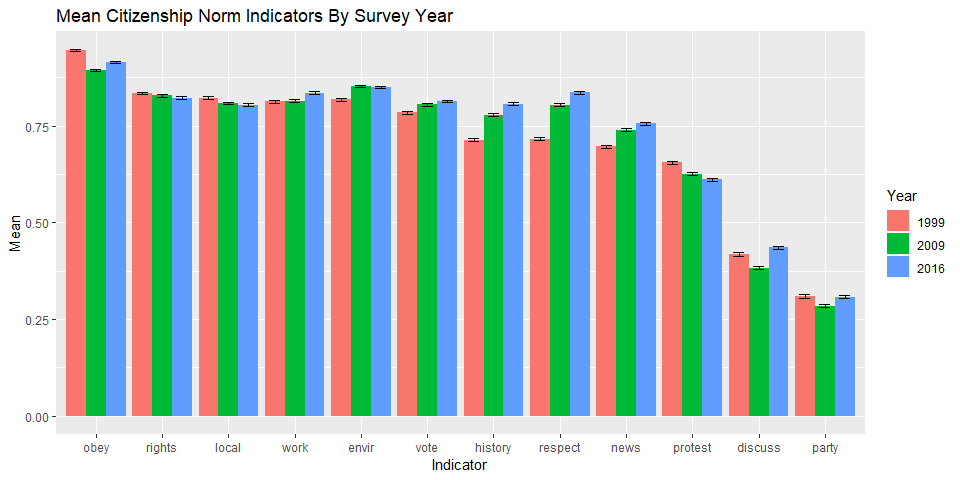 Mean Citizenship Norm Indicators By Survey Year
Mean
0.75
0.50
0.25
0.00
obey rights local work envir vote history respect news protest discuss party
Indicator
Year
1999
2009
2016